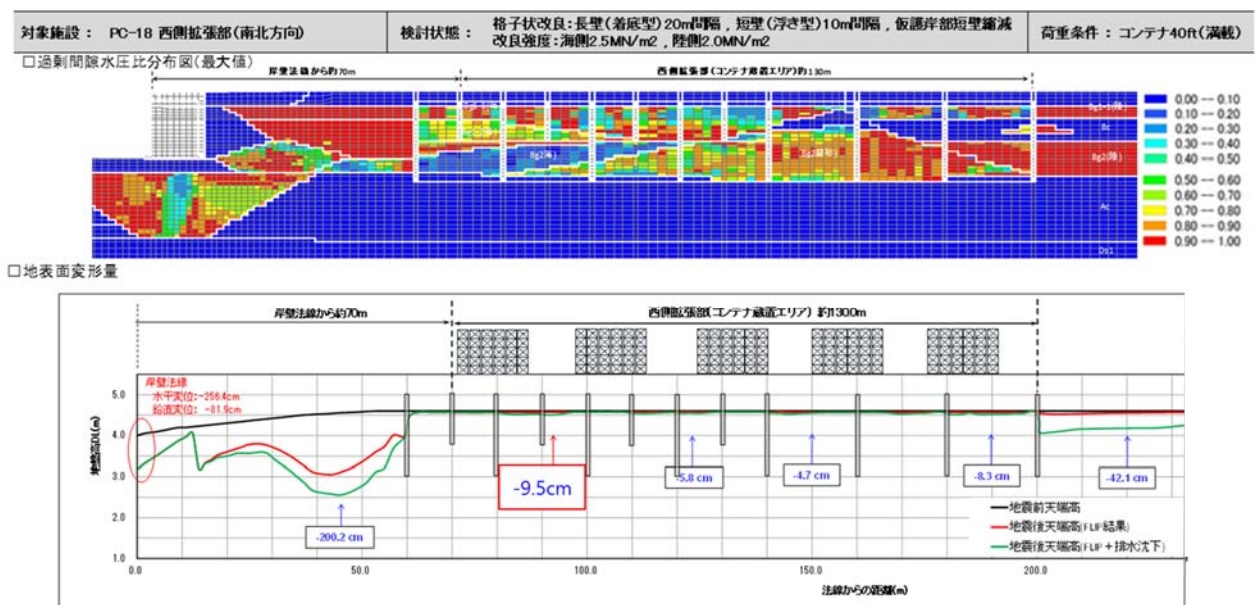 対象施設： PC-18 西側拡張部(南北方向)
検討状態：
格子状改良：長壁(着底型)20m間隔，短壁(浮き型)10m間隔，仮護岸部短壁縮減
改良強度：海側2.5MN/m2，陸側2.0MN/m2
荷重条件：コンテナ40ft(満載)
□過剰間隙水圧比分布図(最大値)
岸壁法線から約70m
西側拡張部(コンテナ蔵置エリア)約130m
Bc
Bg2(陸)
Ac
Ds1
0.00 --- 0.10
0.10 --- 0.20
0.20 --- 0.30
0.30 --- 0.40
0.40 --- 0.50
0.50 --- 0.60
0.60 --- 0.70
0.70 --- 0.80
0.80 --- 0.90
0.90 --- 1.00
□地表面変形量
岸壁法線から約70m
西側拡張部(コンテナ蔵置エリア) 約130.0m
岸壁法線
水平変位：-256.4cm
鉛直変位： -81.9cm
地盤高DL(m)
5.0
4.0
3.0
2.0
1.0
-200.2 cm
-9.5cm
-5.8 cm
-4.7 cm
-8.3 cm
-42.1 cm
地震前天端高
地震後天端高(FLIP結果)
地震後天端高(FLIP＋排水沈下)
0.0
50.0
100.0
150.0
200.0
法線からの距離(m)